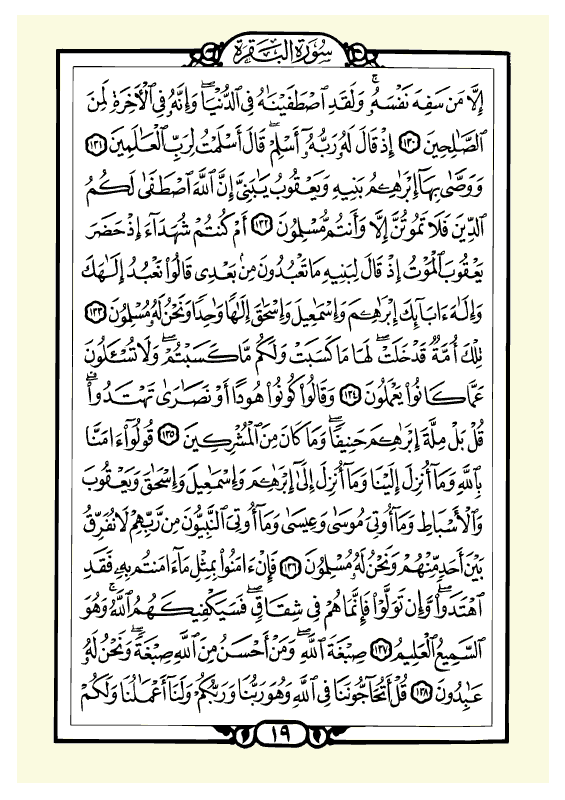 سُورَةُ البَقَرَة
إِلَّا مَن سَفِهَ نَفْسَهُۥ ۚ وَلَقَدِ ٱصْطَفَيْنَـٰهُ فِى ٱلدُّنْيَا ۖ وَإِنَّهُۥ فِى ٱلْـَٔاخِرَةِ لَمِنَ
ٱلصَّـٰلِحِينَ ١٣٠ إِذْ قَالَ لَهُۥ رَبُّهُۥٓ أَسْلِمْ ۖ قَالَ أَسْلَمْتُ لِرَبِّ ٱلْعَـٰلَمِينَ ١٣١
وَوَصَّىٰ بِهَآ إِبْرَٰهِـۧمُ بَنِيهِ وَيَعْقُوبُ يَـٰبَنِىَّ إِنَّ ٱللَّهَ ٱصْطَفَىٰ لَكُمُ
ٱلدِّينَ فَلَا تَمُوتُنَّ إِلَّا وَأَنتُم مُّسْلِمُونَ ١٣٢ أَمْ كُنتُمْ شُهَدَآءَ إِذْ حَضَرَ
يَعْقُوبَ ٱلْمَوْتُ إِذْ قَالَ لِبَنِيهِ مَا تَعْبُدُونَ مِنۢ بَعْدِى قَالُوا۟ نَعْبُدُ إِلَـٰهَكَ
وَإِلَـٰهَ ءَابَآئِكَ إِبْرَٰهِـۧمَ وَإِسْمَـٰعِيلَ وَإِسْحَـٰقَ إِلَـٰهًا وَٰحِدًا وَنَحْنُ لَهُۥ مُسْلِمُونَ ١٣٣
تِلْكَ أُمَّةٌ قَدْ خَلَتْ ۖ لَهَا مَا كَسَبَتْ وَلَكُم مَّا كَسَبْتُمْ ۖ وَلَا تُسْـَٔلُونَ
عَمَّا كَانُوا۟ يَعْمَلُونَ ١٣٤ وَقَالُوا۟ كُونُوا۟ هُودًا أَوْ نَصَـٰرَىٰ تَهْتَدُوا۟ ۗ
قُلْ بَلْ مِلَّةَ إِبْرَٰهِـۧمَ حَنِيفًا ۖ وَمَا كَانَ مِنَ ٱلْمُشْرِكِينَ ١٣٥ قُولُوٓا۟ ءَامَنَّا
بِٱللَّهِ وَمَآ أُنزِلَ إِلَيْنَا وَمَآ أُنزِلَ إِلَىٰٓ إِبْرَٰهِـۧمَ وَإِسْمَـٰعِيلَ وَإِسْحَـٰقَ وَيَعْقُوبَ
وَٱلْأَسْبَاطِ وَمَآ أُوتِىَ مُوسَىٰ وَعِيسَىٰ وَمَآ أُوتِىَ ٱلنَّبِيُّونَ مِن رَّبِّهِمْ لَا نُفَرِّقُ
بَيْنَ أَحَدٍ مِّنْهُمْ وَنَحْنُ لَهُۥ مُسْلِمُونَ ١٣٦ فَإِنْ ءَامَنُوا۟ بِمِثْلِ مَآ ءَامَنتُم بِهِۦ فَقَدِ
ٱهْتَدَوا۟ ۖ وَّإِن تَوَلَّوْا۟ فَإِنَّمَا هُمْ فِى شِقَاقٍ ۖ فَسَيَكْفِيكَهُمُ ٱللَّهُ ۚ وَهُوَ
ٱلسَّمِيعُ ٱلْعَلِيمُ ١٣٧ صِبْغَةَ ٱللَّهِ ۖ وَمَنْ أَحْسَنُ مِنَ ٱللَّهِ صِبْغَةً ۖ وَنَحْنُ لَهُۥ
عَـٰبِدُونَ ١٣٨ قُلْ أَتُحَآجُّونَنَا فِى ٱللَّهِ وَهُوَ رَبُّنَا وَرَبُّكُمْ وَلَنَآ أَعْمَـٰلُنَا وَلَكُمْ
١٩